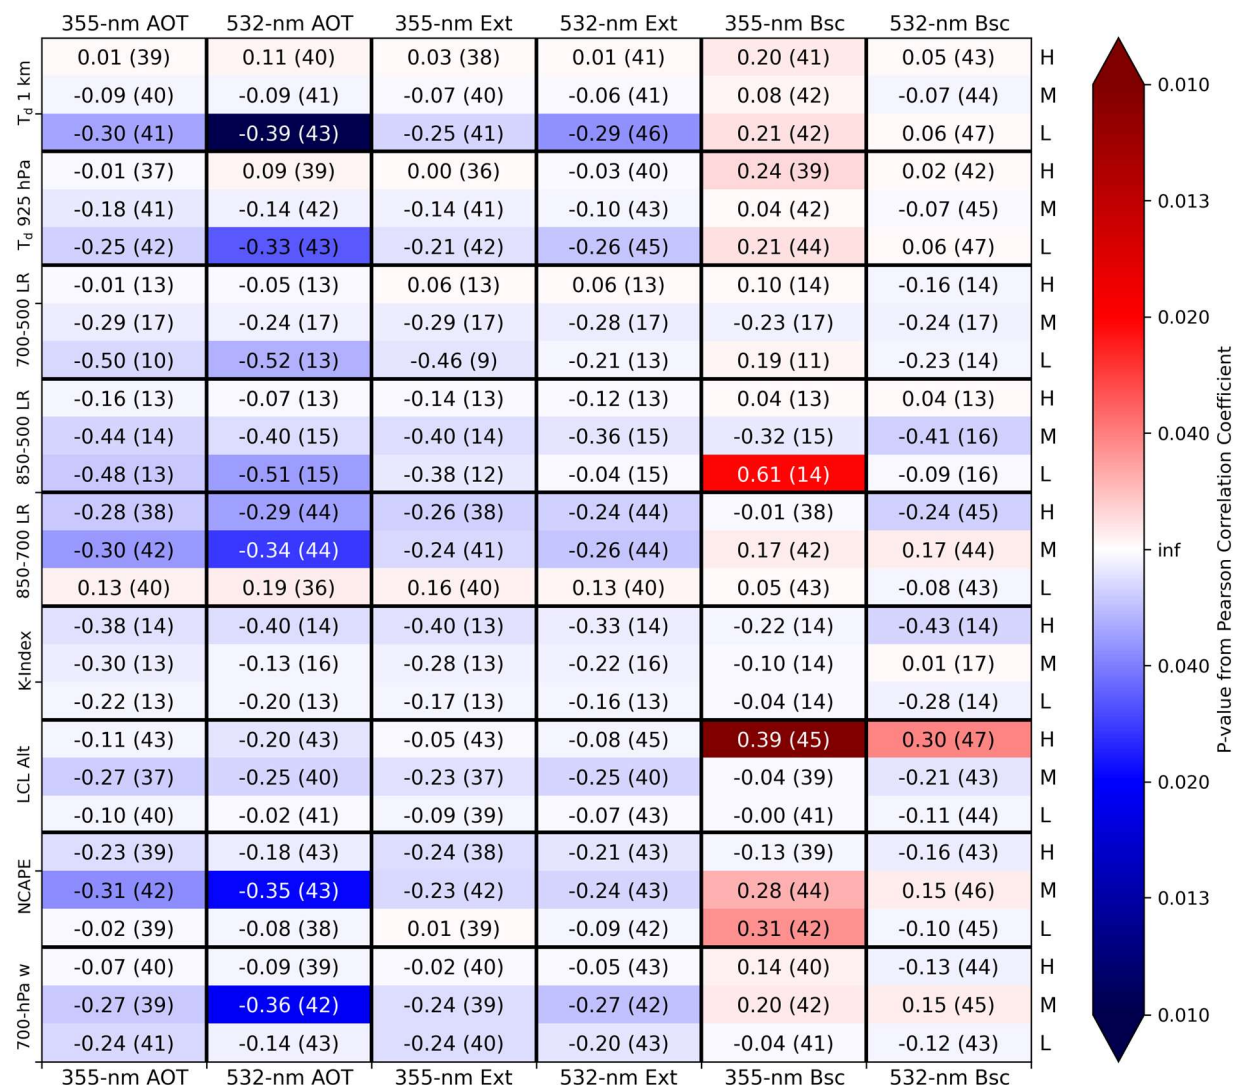 355-nm AOT 532-nm AOT 355-nm Ext 532-nm Ext 355-nm Bsc 532-nm Bsc
T_d 1 km
0.01 (39) 0.11 (40) 0.03 (38) 0.01 (41) 0.20 (41) 0.05 (43) H
-0.09 (40) -0.09 (41) -0.07 (40) -0.06 (41) 0.08 (42) -0.07 (44) M
-0.30 (41) -0.39 (43) -0.25 (41) -0.29 (46) 0.21 (42) 0.06 (47) L
T_d 925 hPa
-0.01 (37) 0.09 (39) 0.00 (36) -0.03 (40) 0.24 (39) 0.02 (42) H
-0.18 (41) -0.14 (42) -0.14 (41) -0.10 (43) 0.04 (42) -0.07 (45) M
-0.25 (42) -0.33 (43) -0.21 (42) -0.26 (45) 0.21 (44) 0.06 (47) L
700-500 LR
-0.01 (13) -0.05 (13) 0.06 (13) 0.06 (13) 0.10 (14) -0.16 (14) H
-0.29 (17) -0.24 (17) -0.29 (17) -0.28 (17) -0.23 (17) -0.24 (17) M
-0.50 (10) -0.52 (13) -0.46 (9) -0.21 (13) 0.19 (11) -0.23 (14) L
850-500 LR
-0.16 (13) -0.07 (13) -0.14 (13) -0.12 (13) 0.04 (13) 0.04 (13) H
-0.44 (14) -0.40 (15) -0.40 (14) -0.36 (15) -0.32 (15) -0.41 (16) M
-0.48 (13) -0.51 (15) -0.38 (12) -0.04 (15) 0.61 (14) -0.09 (16) L
850-700 LR
-0.28 (38) -0.29 (44) -0.26 (38) -0.24 (44) -0.01 (38) -0.24 (45) H
-0.30 (42) -0.34 (44) -0.24 (41) -0.26 (44) 0.17 (42) 0.17 (44) M
0.13 (40) 0.19 (36) 0.16 (40) 0.13 (40) 0.05 (43) -0.08 (43) L
K-Index
-0.38 (14) -0.40 (14) -0.40 (13) -0.33 (14) -0.22 (14) -0.43 (14) H
-0.30 (13) -0.13 (16) -0.28 (13) -0.22 (16) -0.10 (14) 0.01 (17) M
-0.22 (13) -0.20 (13) -0.17 (13) -0.16 (13) -0.04 (14) -0.28 (14) L
LCL Alt
-0.11 (43) -0.20 (43) -0.05 (43) -0.08 (45) 0.39 (45) 0.30 (47) H
-0.27 (37) -0.25 (40) -0.23 (37) -0.25 (40) -0.04 (39) -0.21 (43) M
-0.10 (40) -0.02 (41) -0.09 (39) -0.07 (43) -0.00 (41) -0.11 (44) L
NCAPE
-0.23 (39) -0.18 (43) -0.24 (38) -0.21 (43) -0.13 (39) -0.16 (43) H
-0.31 (42) -0.35 (43) -0.23 (42) -0.24 (43) 0.28 (44) 0.15 (46) M
-0.02 (39) -0.08 (38) 0.01 (39) -0.09 (42) 0.31 (42) -0.10 (45) L
700-hPa w
-0.07 (40) -0.09 (39) -0.02 (40) -0.05 (43) 0.14 (40) -0.13 (44) H
-0.27 (39) -0.36 (42) -0.24 (39) -0.27 (42) 0.20 (42) 0.15 (45) M
-0.24 (41) -0.14 (43) -0.24 (40) -0.20 (43) -0.04 (41) -0.12 (43) L
355-nm AOT 532-nm AOT 355-nm Ext 532-nm Ext 355-nm Bsc 532-nm Bsc
0.010
0.013
0.020
0.040
inf
0.040
0.020
0.013
0.010
P-value from Pearson Correlation Coefficient